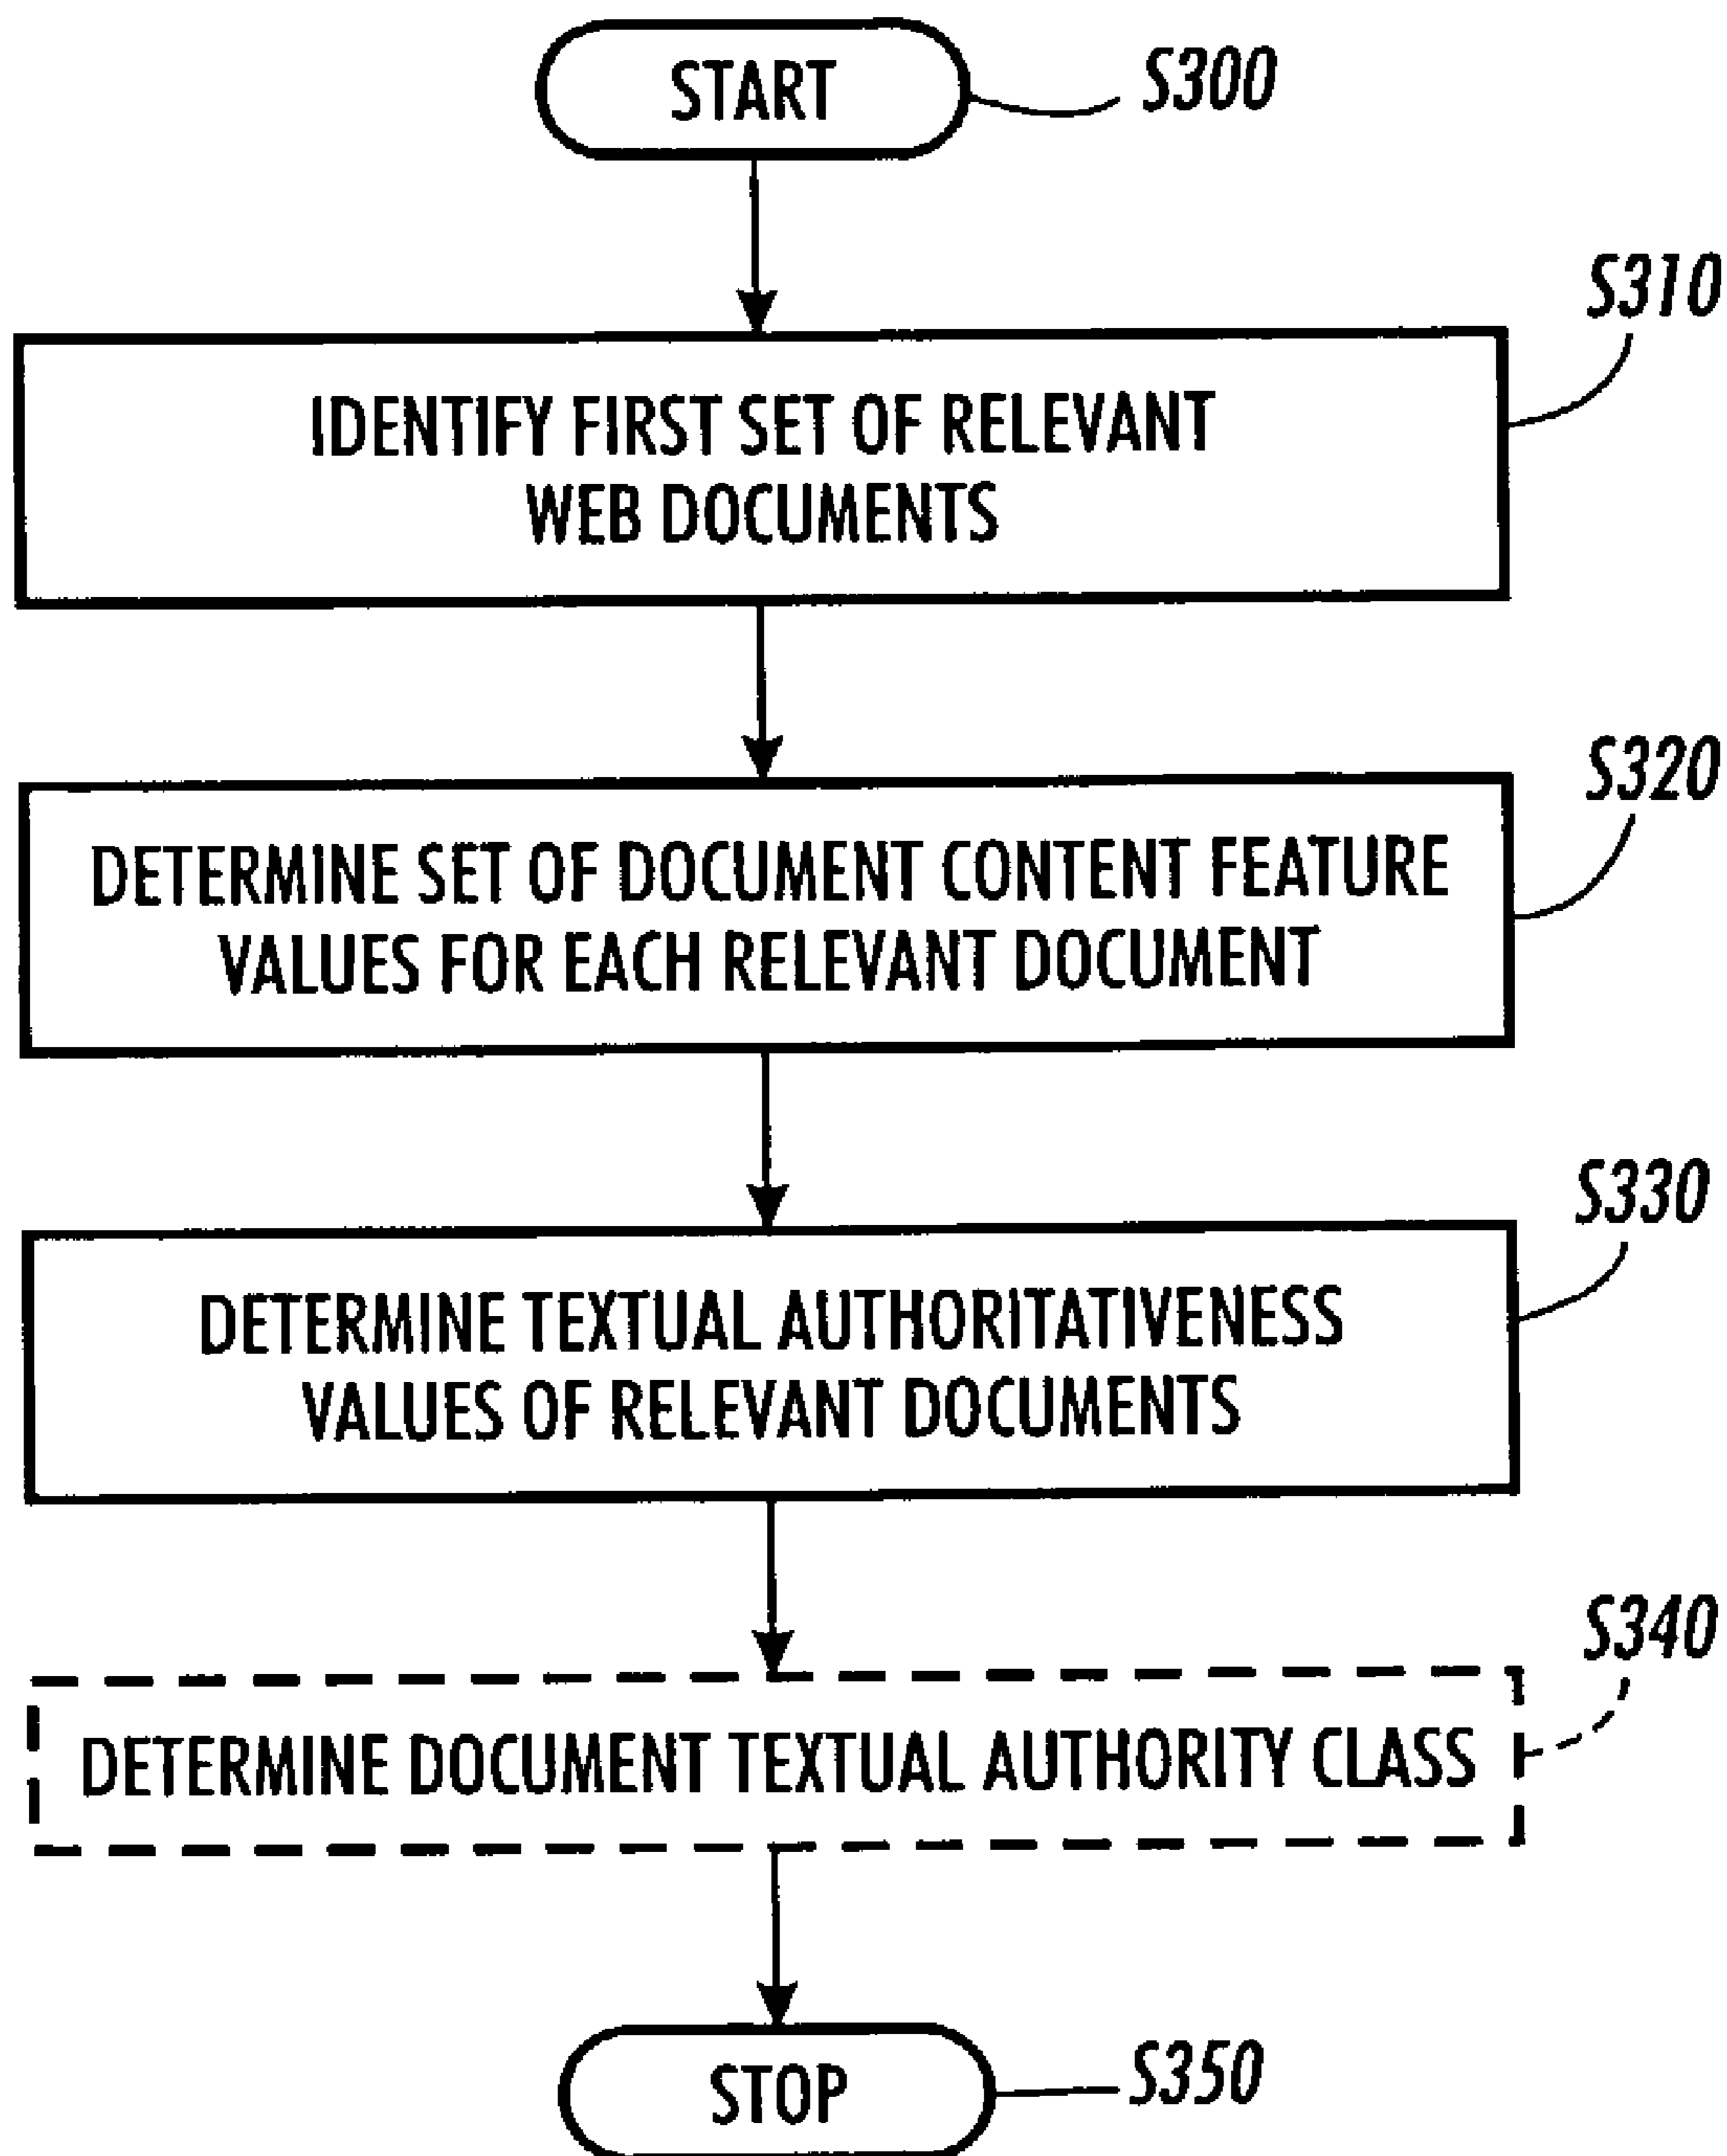 START
S300
S310
IDENTIFY FIRST SET OF RELEVANT
WEB DOCUMENTS
S320
DETERMINE SET OF DOCUMENT CONTENT FEATURE
VALUES FOR EACH RELEVANT DOCUMENT
S330
DETERMINE TEXTUAL AUTHORITATIVENESS
VALUES OF RELEVANT DOCUMENTS
S340
DETERMINE DOCUMENT TEXTUAL AUTHORITY CLASS
STOP
S350